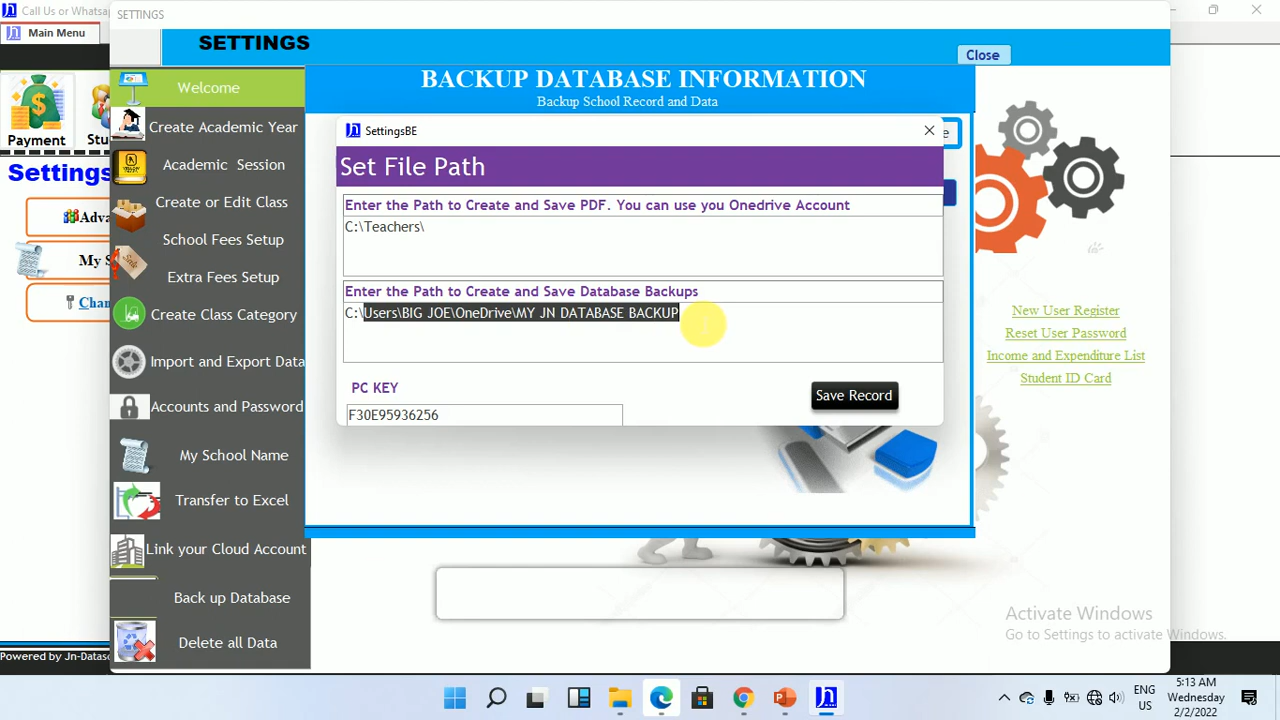 Call Us or Whatsa
SETTINGS
Main Menu
SETTINGS
Close
BACKUP DATABASE INFORMATION
Backup School Record and Data
Payment
Stu
Settings
Adva
My S
Chan
Welcome
Create Academic Year
Academic Session
Create or Edit Class
School Fees Setup
Extra Fees Setup
Create Class Category
Import and Export Data
Accounts and Password
My School Name
Transfer to Excel
Link your Cloud Account
Back up Database
Delete all Data
SettingsBE
e
Set File Path
Enter the Path to Create and Save PDF. You can use you Onedrive Account
C:\Teachers\
Enter the Path to Create and Save Database Backups
C:\Users\BIG JOE\OneDrive\MY JN DATABASE BACKUP
PC KEY
Save Record
F30E95936256
New User Register
Reset User Password
Income and Expenditure List
Student ID Card
Activate Windows
Go to Settings to activate Windows.
Powered by Jn-Dataso
ENG
US
5:13 AM
Wednesday
2/2/2022